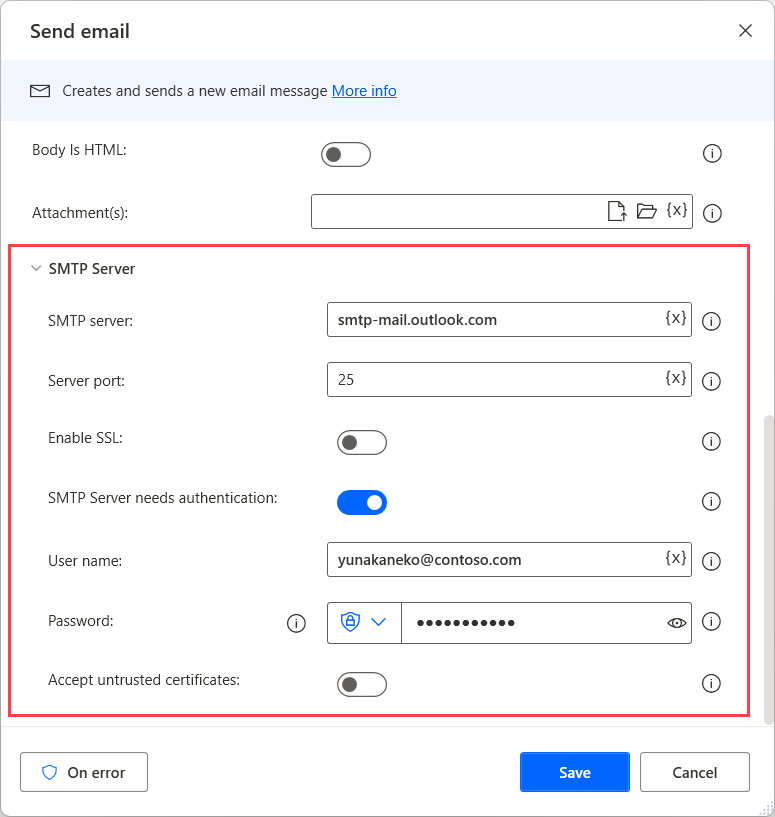 Send email
Creates and sends a new email message More info
Body Is HTML:
Attachment(s):
{x}
SMTP Server
SMTP server:
smtp-mail.outlook.com {x}
Server port:
25 {x}
Enable SSL:
SMTP Server needs authentication:
User name:
yunakaneko@contoso.com {x}
Password:
•••••••••••
Accept untrusted certificates:
On error
Save
Cancel